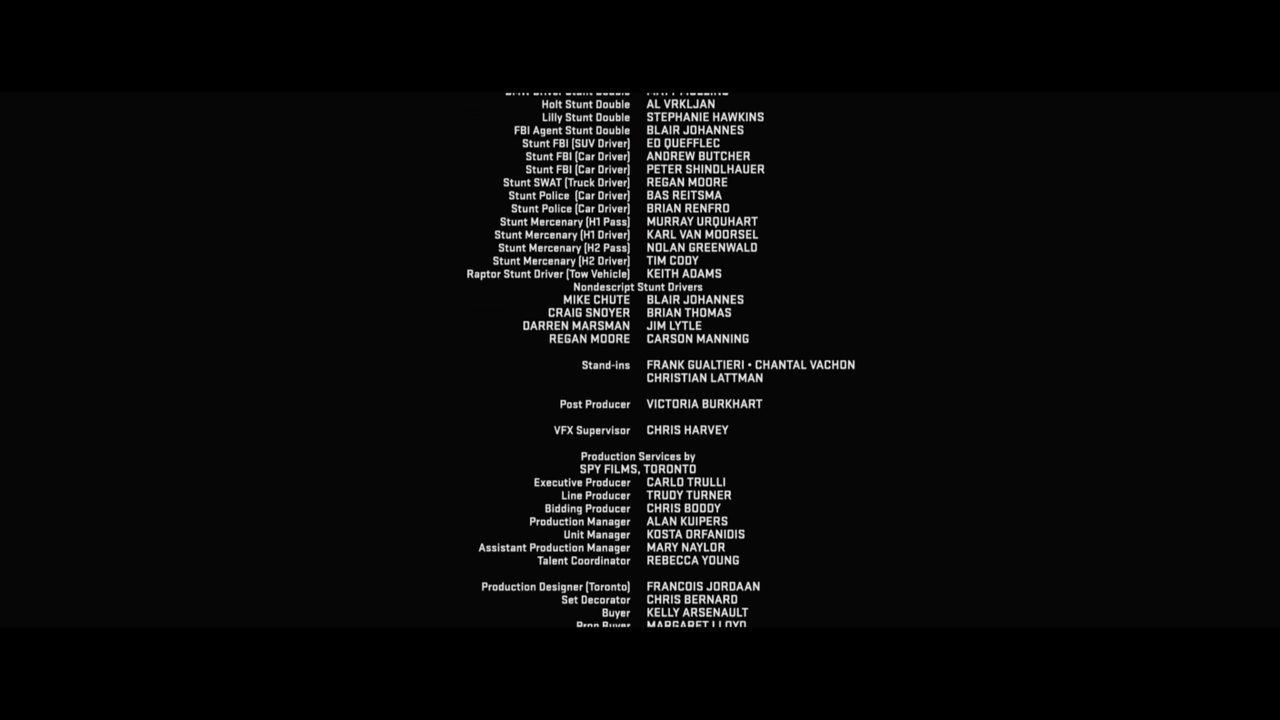 Holt Stunt Double AL VRKLJAN
Lilly Stunt Double STEPHANIE HAWKINS
FBI Agent Stunt Double BLAIR JOHANNES
Stunt FBI (SUV Driver) ED QUEFFLEC
Stunt FBI (Car Driver) ANDREW BUTCHER
Stunt FBI (Car Driver) PETER SHINDLHAUER
Stunt SWAT (Truck Driver) REGAN MOORE
Stunt Police (Car Driver) BAS REITSMA
Stunt Police (Car Driver) BRIAN RENFRO
Stunt Mercenary (H1 Pass) MURRAY URQUHART
Stunt Mercenary (H1 Driver) KARL VAN MOORSEL
Stunt Mercenary (H2 Pass) NOLAN GREENWALD
Stunt Mercenary (H2 Driver) TIM CODY
Raptor Stunt Driver (Tow Vehicle) KEITH ADAMS
Nondescript Stunt Drivers
MIKE CHUTE BLAIR JOHANNES
CRAIG SNOYER BRIAN THOMAS
DARREN MARSMAN JIM LYTLE
REGAN MOORE CARSON MANNING
Stand-ins FRANK GUALTIERI • CHANTAL VACHON
CHRISTIAN LATTMAN
Post Producer VICTORIA BURKHART
VFX Supervisor CHRIS HARVEY
Production Services by
SPY FILMS, TORONTO
Executive Producer CARLO TRULLI
Line Producer TRUDY TURNER
Bidding Producer CHRIS BODDY
Production Manager ALAN KUIPERS
Unit Manager KOSTA ORFANIDIS
Assistant Production Manager MARY NAYLOR
Talent Coordinator REBECCA YOUNG
Production Designer (Toronto) FRANCOIS JORDAAN
Set Decorator CHRIS BERNARD
Buyer KELLY ARSENAULT
Prop Buyer MARGARET LLOYD